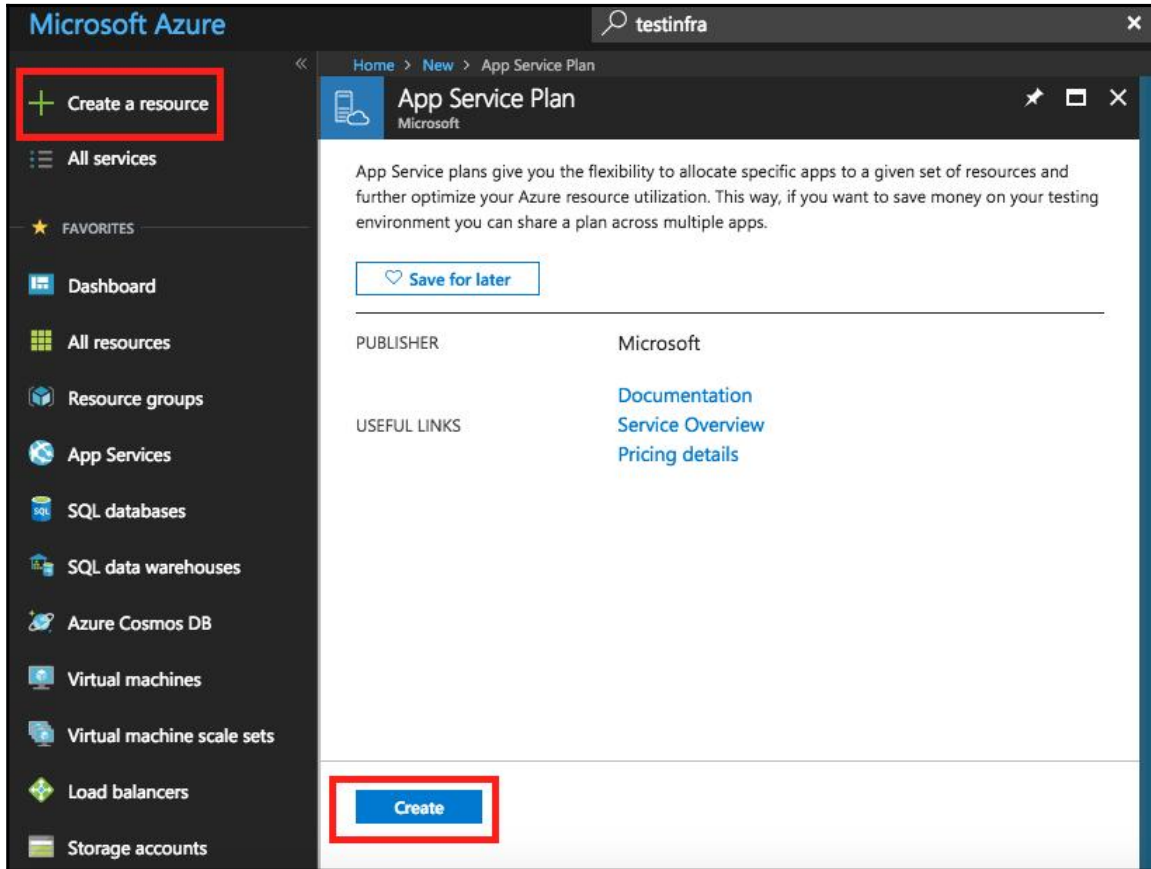 Microsoft Azure
testinfra
Create a resource
All services
FAVORITES
Dashboard
All resources
Resource groups
App Services
SQL databases
SQL data warehouses
Azure Cosmos DB
Virtual machines
Virtual machine scale sets
Load balancers
Storage accounts
Home > New > App Service Plan
App Service Plan
Microsoft
App Service plans give you the flexibility to allocate specific apps to a given set of resources and
further optimize your Azure resource utilization. This way, if you want to save money on your testing
environment you can share a plan across multiple apps.
Save for later
PUBLISHER Microsoft
USEFUL LINKS
Documentation
Service Overview
Pricing details
Create